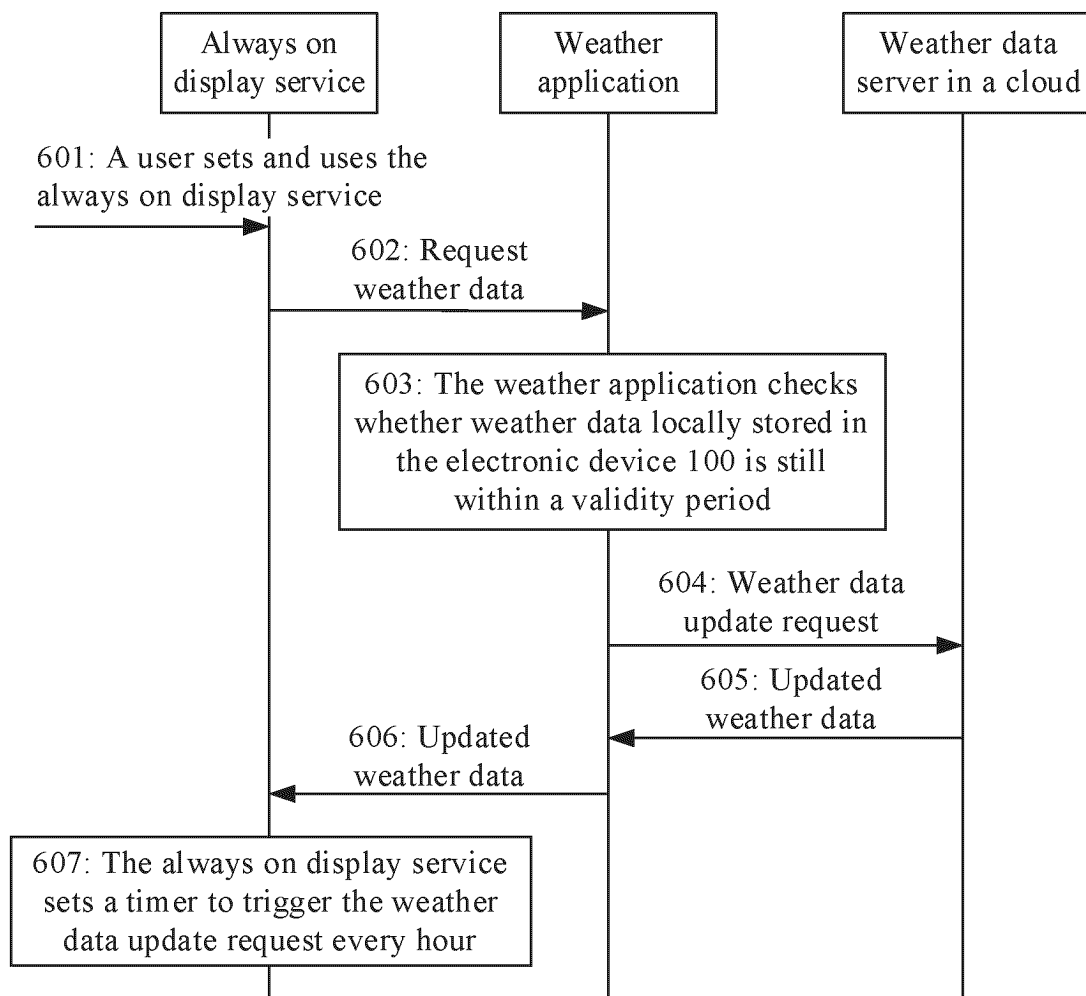 Always on
display service
Weather
application
Weather data
server in a cloud
601: A user sets and uses the
always on display service
602: Request
weather data
603: The weather application checks
whether weather data locally stored in
the electronic device 100 is still
within a validity period
604: Weather data
update request
605: Updated
weather data
606: Updated
weather data
607: The always on display service
sets a timer to trigger the weather
data update request every hour